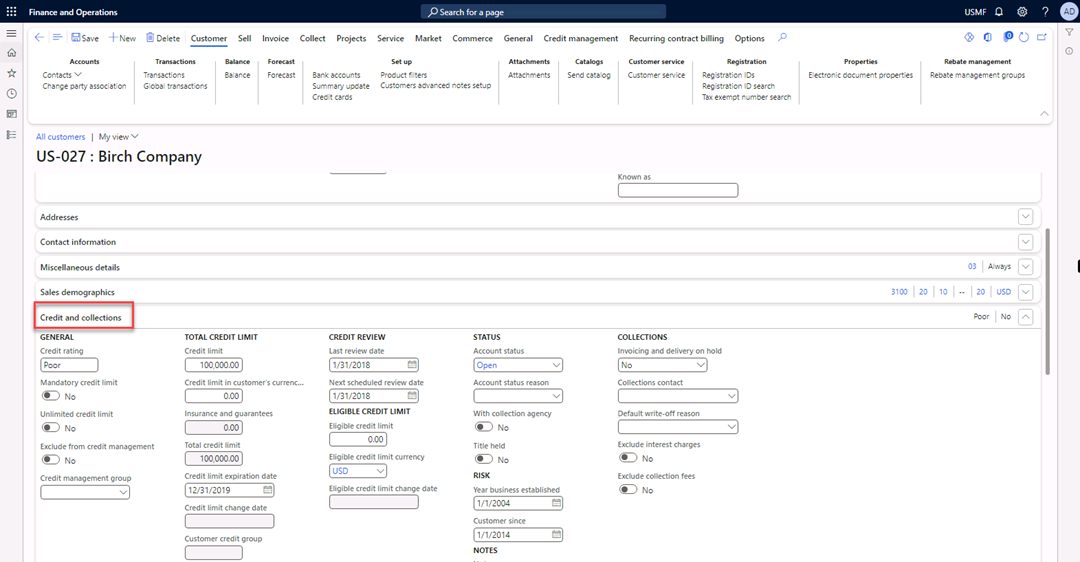 Finance and Operations
Search for a page
USMF
?
AD
Save
New
Delete
Customer
Sell
Invoice
Collect
Projects
Service
Market
Commerce
General
Credit management
Recurring contract billing
Options
0
Accounts
Contacts
Change party association
Transactions
Transactions
Global transactions
Balance
Balance
Forecast
Forecast
Set up
Bank accounts
Summary update
Credit cards
Product filters
Customers advanced notes setup
Attachments
Attachments
Catalogs
Send catalog
Customer service
Customer service
Registration
Registration IDs
Registration ID search
Tax exempt number search
Properties
Electronic document properties
Rebate management
Rebate management groups
All customers | My view
US-027 : Birch Company
Known as
Addresses
Contact information
Miscellaneous details
03 | Always
Sales demographics
3100 | 20 | 10 | -- | 20 | USD
Credit and collections
Poor | No
GENERAL
Credit rating
Poor
Mandatory credit limit
No
Unlimited credit limit
No
Exclude from credit management
No
Credit management group
TOTAL CREDIT LIMIT
Credit limit
100,000.00
Credit limit in customer's currenc...
0.00
Insurance and guarantees
0.00
Total credit limit
100,000.00
Credit limit expiration date
12/31/2019
Credit limit change date
Customer credit group
CREDIT REVIEW
Last review date
1/31/2018
Next scheduled review date
1/31/2018
ELIGIBLE CREDIT LIMIT
Eligible credit limit
0.00
Eligible credit limit currency
USD
Eligible credit limit change date
STATUS
Account status
Open
Account status reason
With collection agency
No
Title held
No
RISK
Year business established
1/1/2004
Customer since
1/1/2014
NOTES
COLLECTIONS
Invoicing and delivery on hold
No
Collections contact
Default write-off reason
Exclude interest charges
No
Exclude collection fees
No